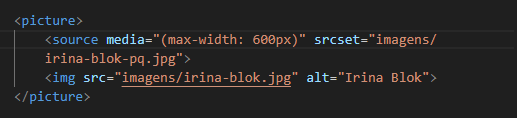 <picture>
<source media="(max-width: 600px)" srcset="imagens/
irina-blok-pq.jpg">
<img src="imagens/irina-blok.jpg" alt="Irina Blok">
</picture>